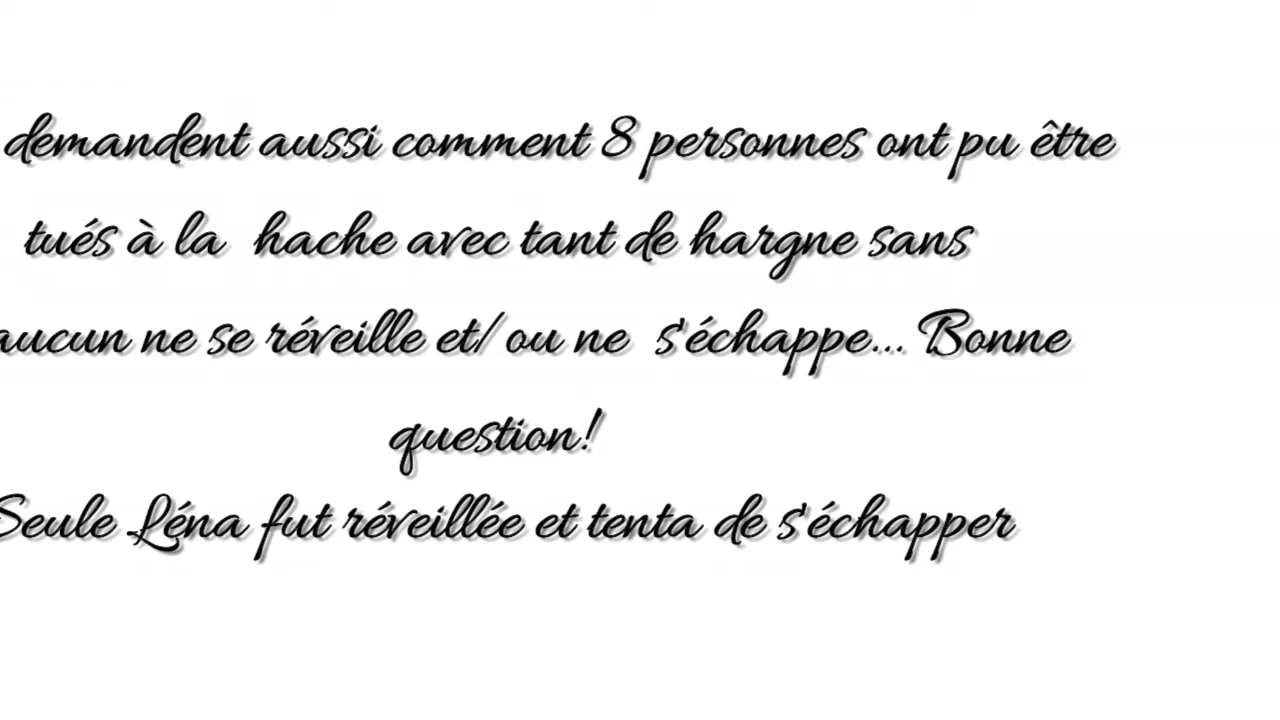 demandent aussi comment 8 personnes ont pu être
tués à la hache avec tant de hargne sans
aucun ne se réveille et/ou ne s'échappe... Bonne
question!
Seule Léna fut réveillée et tenta de s'échapper